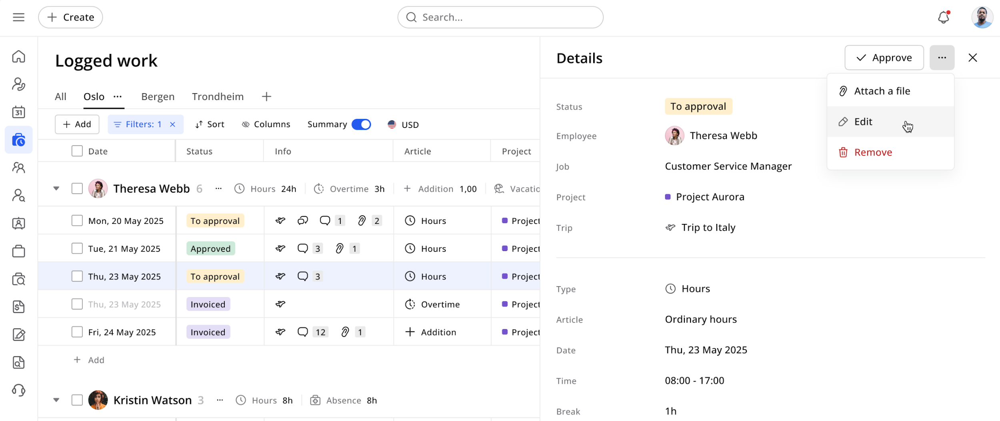 Create
Search...
Logged work
All Oslo ... Bergen Trondheim
Add Filters: 1 Sort Columns Summary USD
Date Status Info Article Project
Theresa Webb 6 ... Hours 24h Overtime 3h Addition 1,00 Vacatio
Mon, 20 May 2025 To approval 1 2 Hours Project
Tue, 21 May 2025 Approved 3 1 Hours Project
Thu, 23 May 2025 To approval 3 Hours Project
Thu, 23 May 2025 Invoiced Overtime Project
Fri, 24 May 2025 Invoiced 12 1 Addition Project
Add
Kristin Watson 3 ... Hours 8h Absence 8h
31
Details
Approve ...
Attach a file
Edit
Remove
Status To approval
Employee Theresa Webb
Job Customer Service Manager
Project Project Aurora
Trip Trip to Italy
Type Hours
Article Ordinary hours
Date Thu, 23 May 2025
Time 08:00 - 17:00
Break 1h